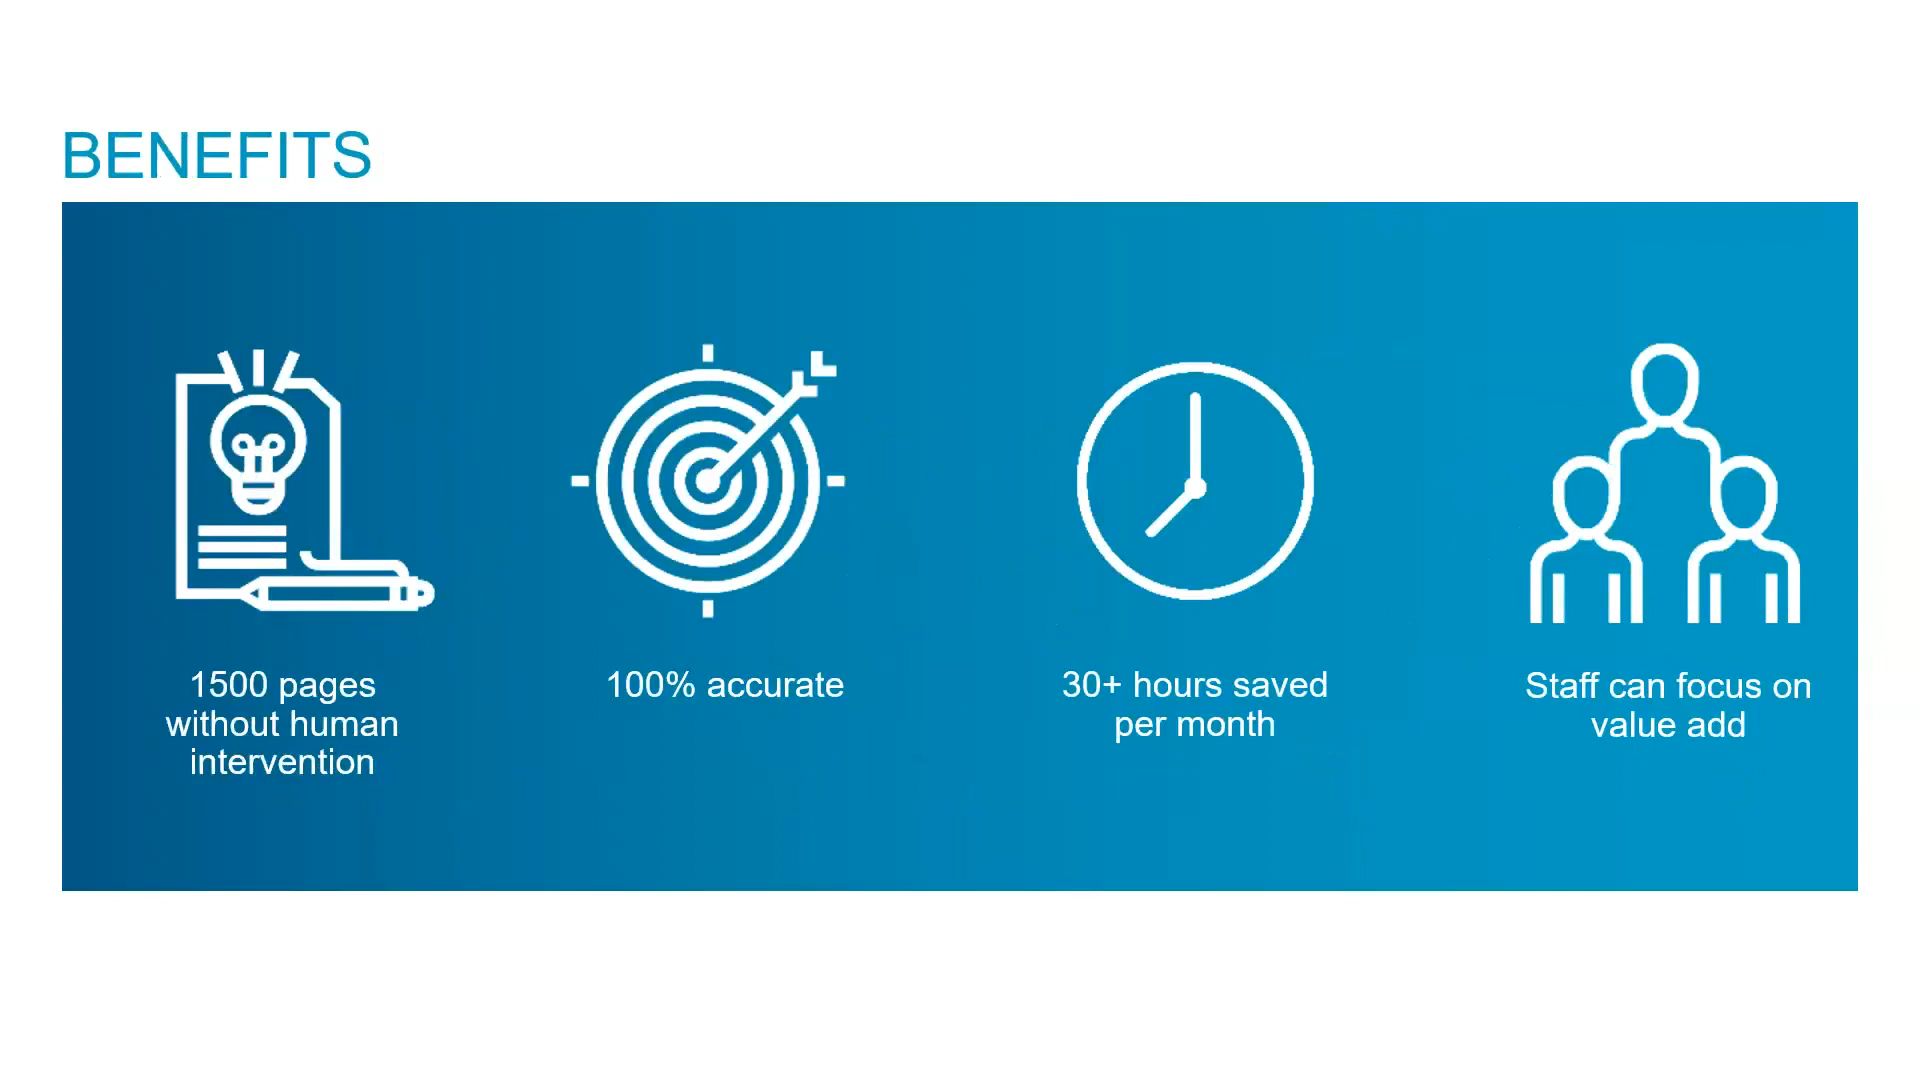 BENEFITS
1500 pages
without human
intervention
100% accurate
30+ hours saved
per month
Staff can focus on
value add